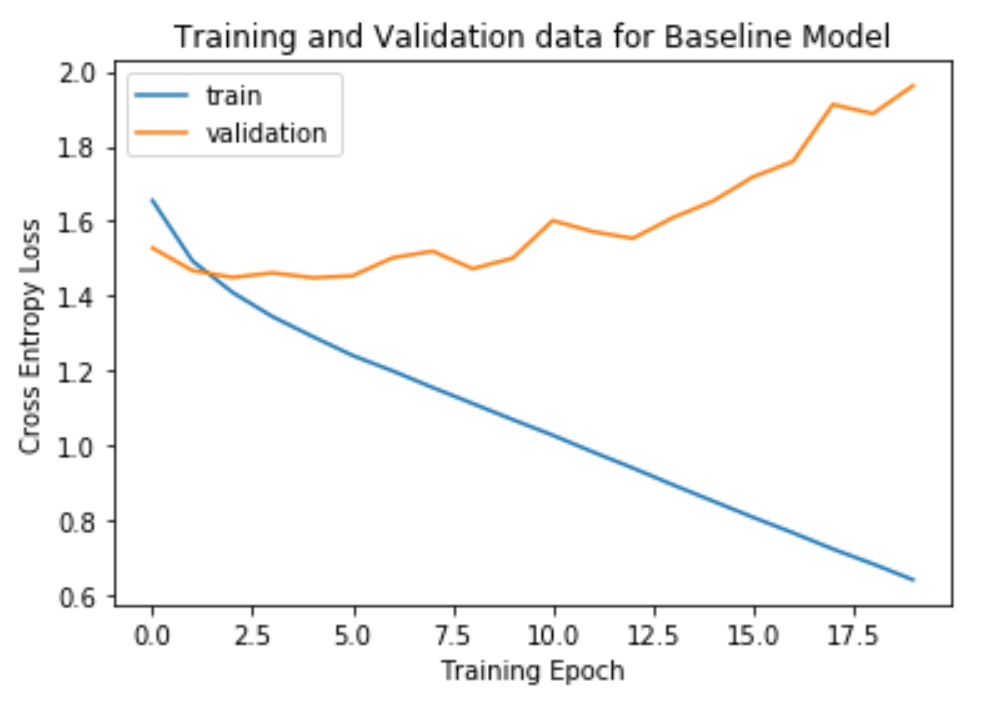 Training and Validation data for Baseline Model
train
validation
Cross Entropy Loss
2.0
1.8
1.6
1.4
1.2
1.0
0.8
0.6
0.0 2.5 5.0 7.5 10.0 12.5 15.0 17.5
Training Epoch